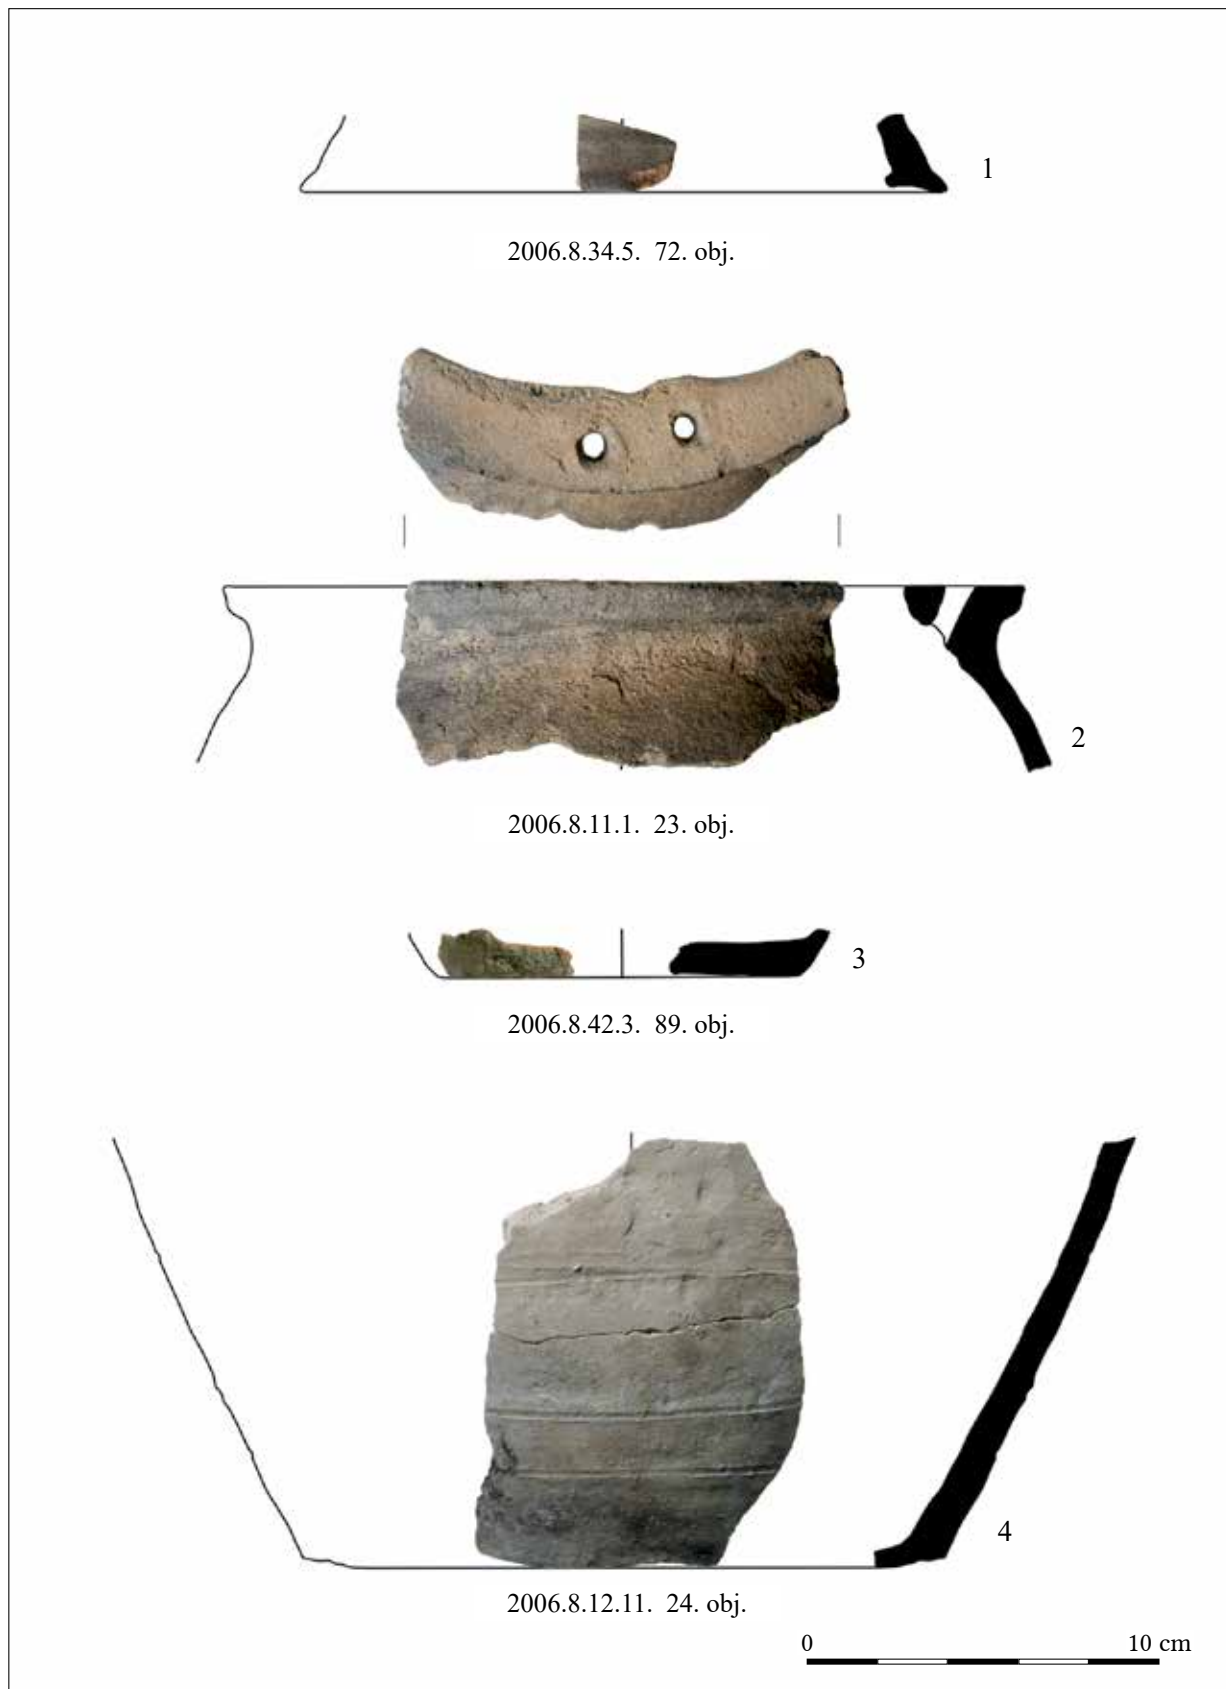 1
2006.8.34.5. 72. obj.
2
2006.8.11.1. 23. obj.
3
2006.8.42.3. 89. obj.
4
2006.8.12.11. 24. obj.
0 10 cm